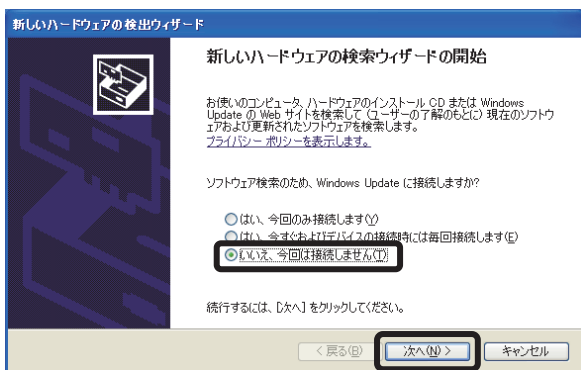 新しいハードウェアの検出ウィザード
新しいハードウェアの検索ウィザードの開始
お使いのコンピュータ、ハードウェアのインストール CD または Windows
Update の Web サイトを検索して (ユーザーの了解のもとに) 現在のソフトウ
ェアおよび更新されたソフトウェアを検索します。
プライバシー ポリシーを表示します。
ソフトウェア検索のため、Windows Update に接続しますか?
はい、今回のみ接続します(Y)
はい、今すぐおよびデバイスの接続時には毎回接続します(E)
いいえ、今回は接続しません(T)
続行するには、[次へ] をクリックしてください。
< 戻る(B)
次へ(N) >
キャンセル